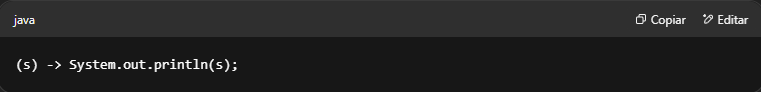 java
Copiar
Editar
(s) -> System.out.println(s);